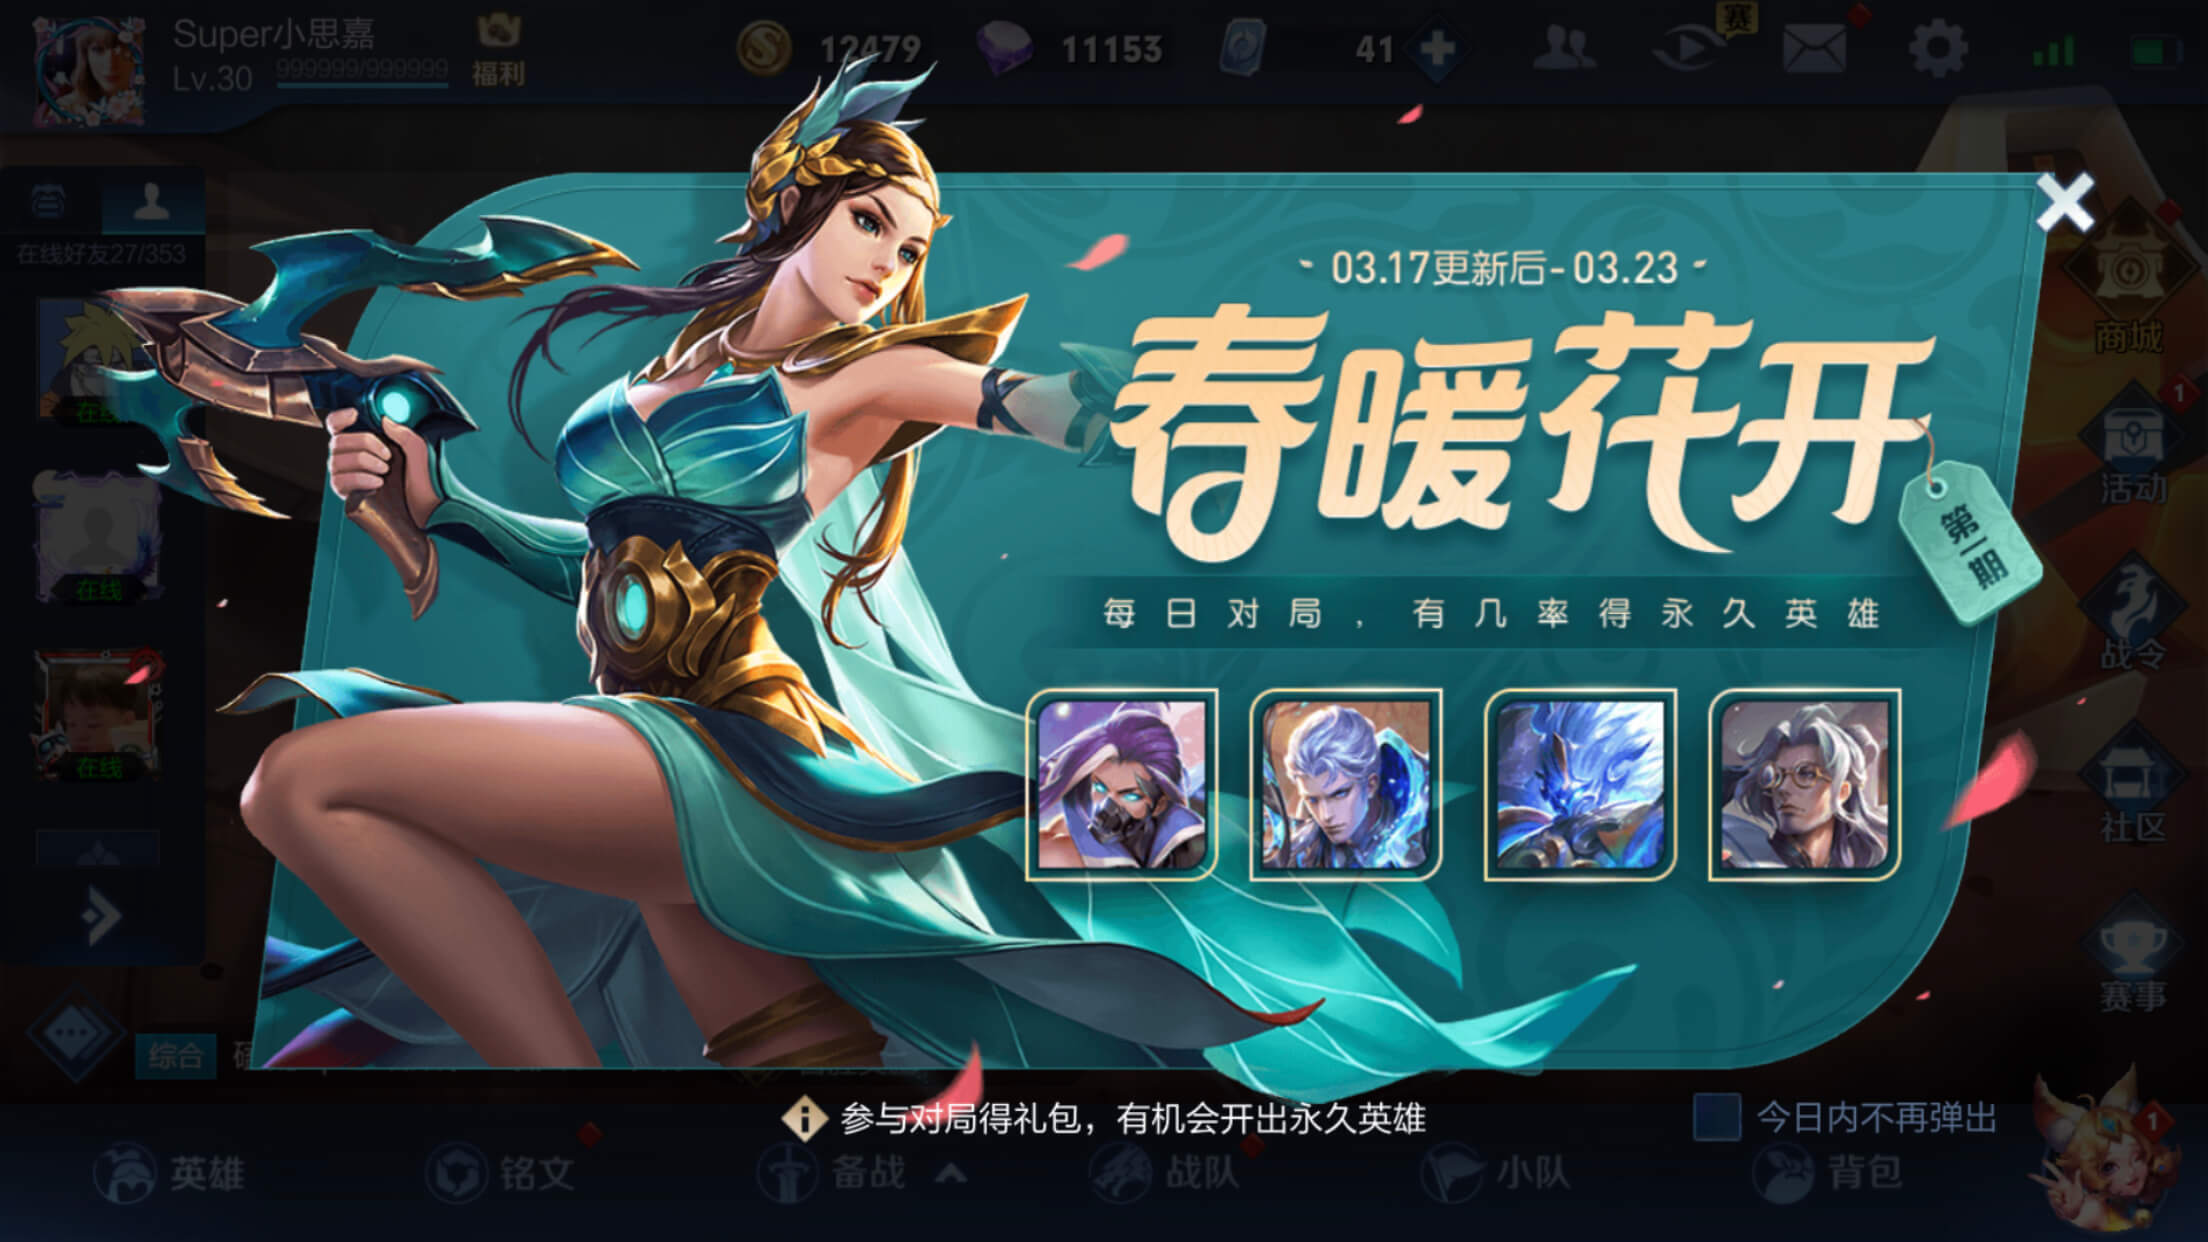 Super小思嘉
Lv.30
999999/999999
福利
12479
11153
41
赛
在线好友27/353
03.17更新后-03.23
春暖花开
第一期
每日对局，有几率得永久英雄
在线
在线
在线
商城
1
活动
战令
社区
赛事
综合
参与对局得礼包，有机会开出永久英雄
今日内不再弹出
1
英雄
铭文
备战
战队
小队
背包